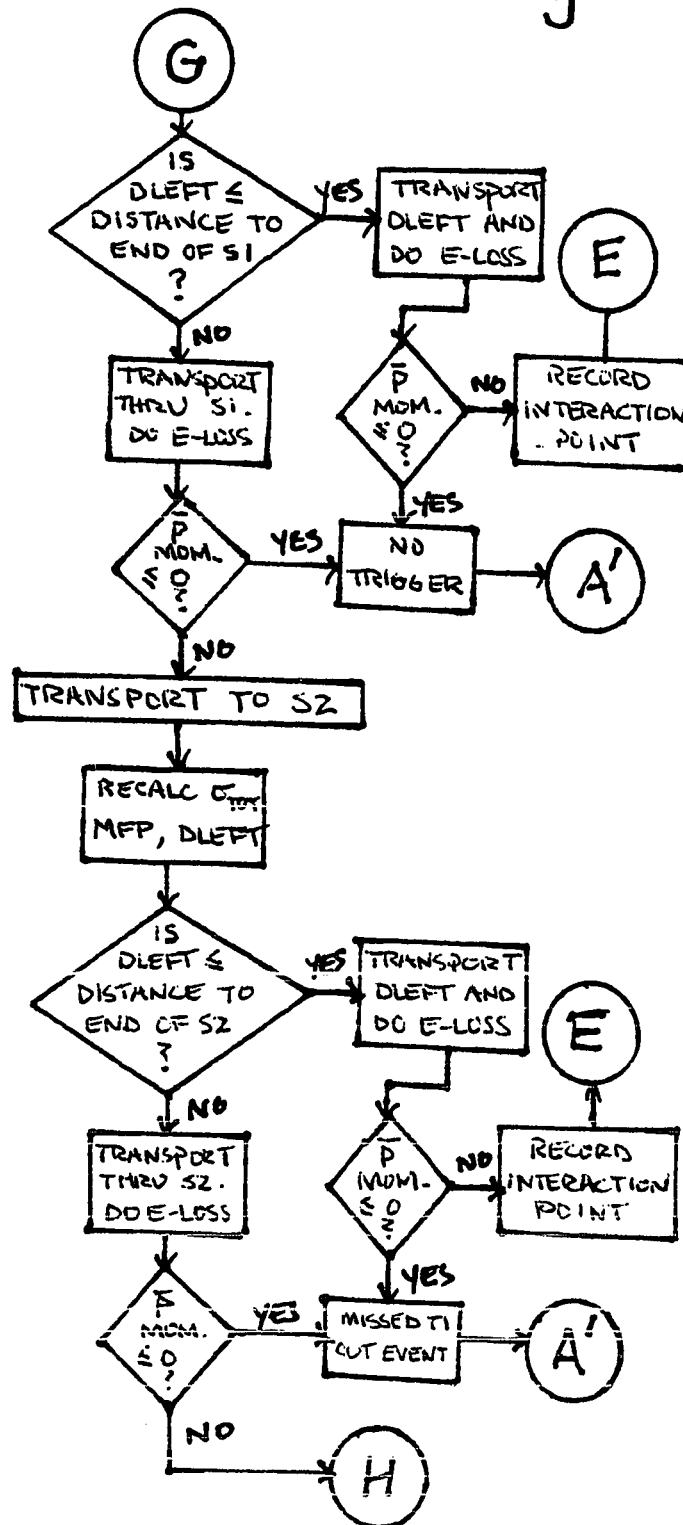 G
IS
DLEFT ≤
DISTANCE TO
END OF S1
?
YES
TRANSPORT
DLEFT AND
DO E-LOSS
E
NO
TRANSPORT
THRU S1.
DO E-LOSS
P̅
MOM.
≤ 0
?
NO
RECORD
INTERACTION
POINT
YES
P̅
MOM.
≤ 0
?
YES
NO
TRIGGER
A'
NO
TRANSPORT TO S2
RECALC σ
MFP, DLEFT
IS
DLEFT ≤
DISTANCE TO
END OF S2
?
YES
TRANSPORT
DLEFT AND
DO E-LOSS
E
NO
TRANSPORT
THRU S2.
DO E-LOSS
P̅
MOM.
≤ 0
?
NO
RECORD
INTERACTION
POINT
YES
P̅
MOM.
≤ 0
?
YES
MISSED T1
CUT EVENT
A'
NO
H